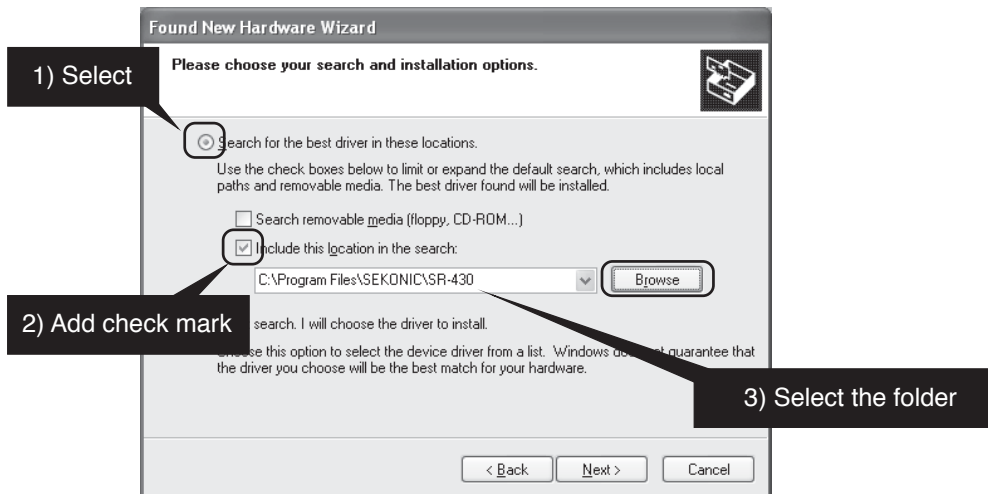 Found New Hardware Wizard
1) Select
Please choose your search and installation options.
Search for the best driver in these locations.
Use the check boxes below to limit or expand the default search, which includes local
paths and removable media. The best driver found will be installed.
Search removable media (floppy, CD-ROM...)
Include this location in the search:
C:\Program Files\SEKONIC\SR-430
Browse
2) Add check mark
search. I will choose the driver to install.
this option to select the device driver from a list. Windows guarantee that
the driver you choose will be the best match for your hardware.
3) Select the folder
< Back
Next >
Cancel